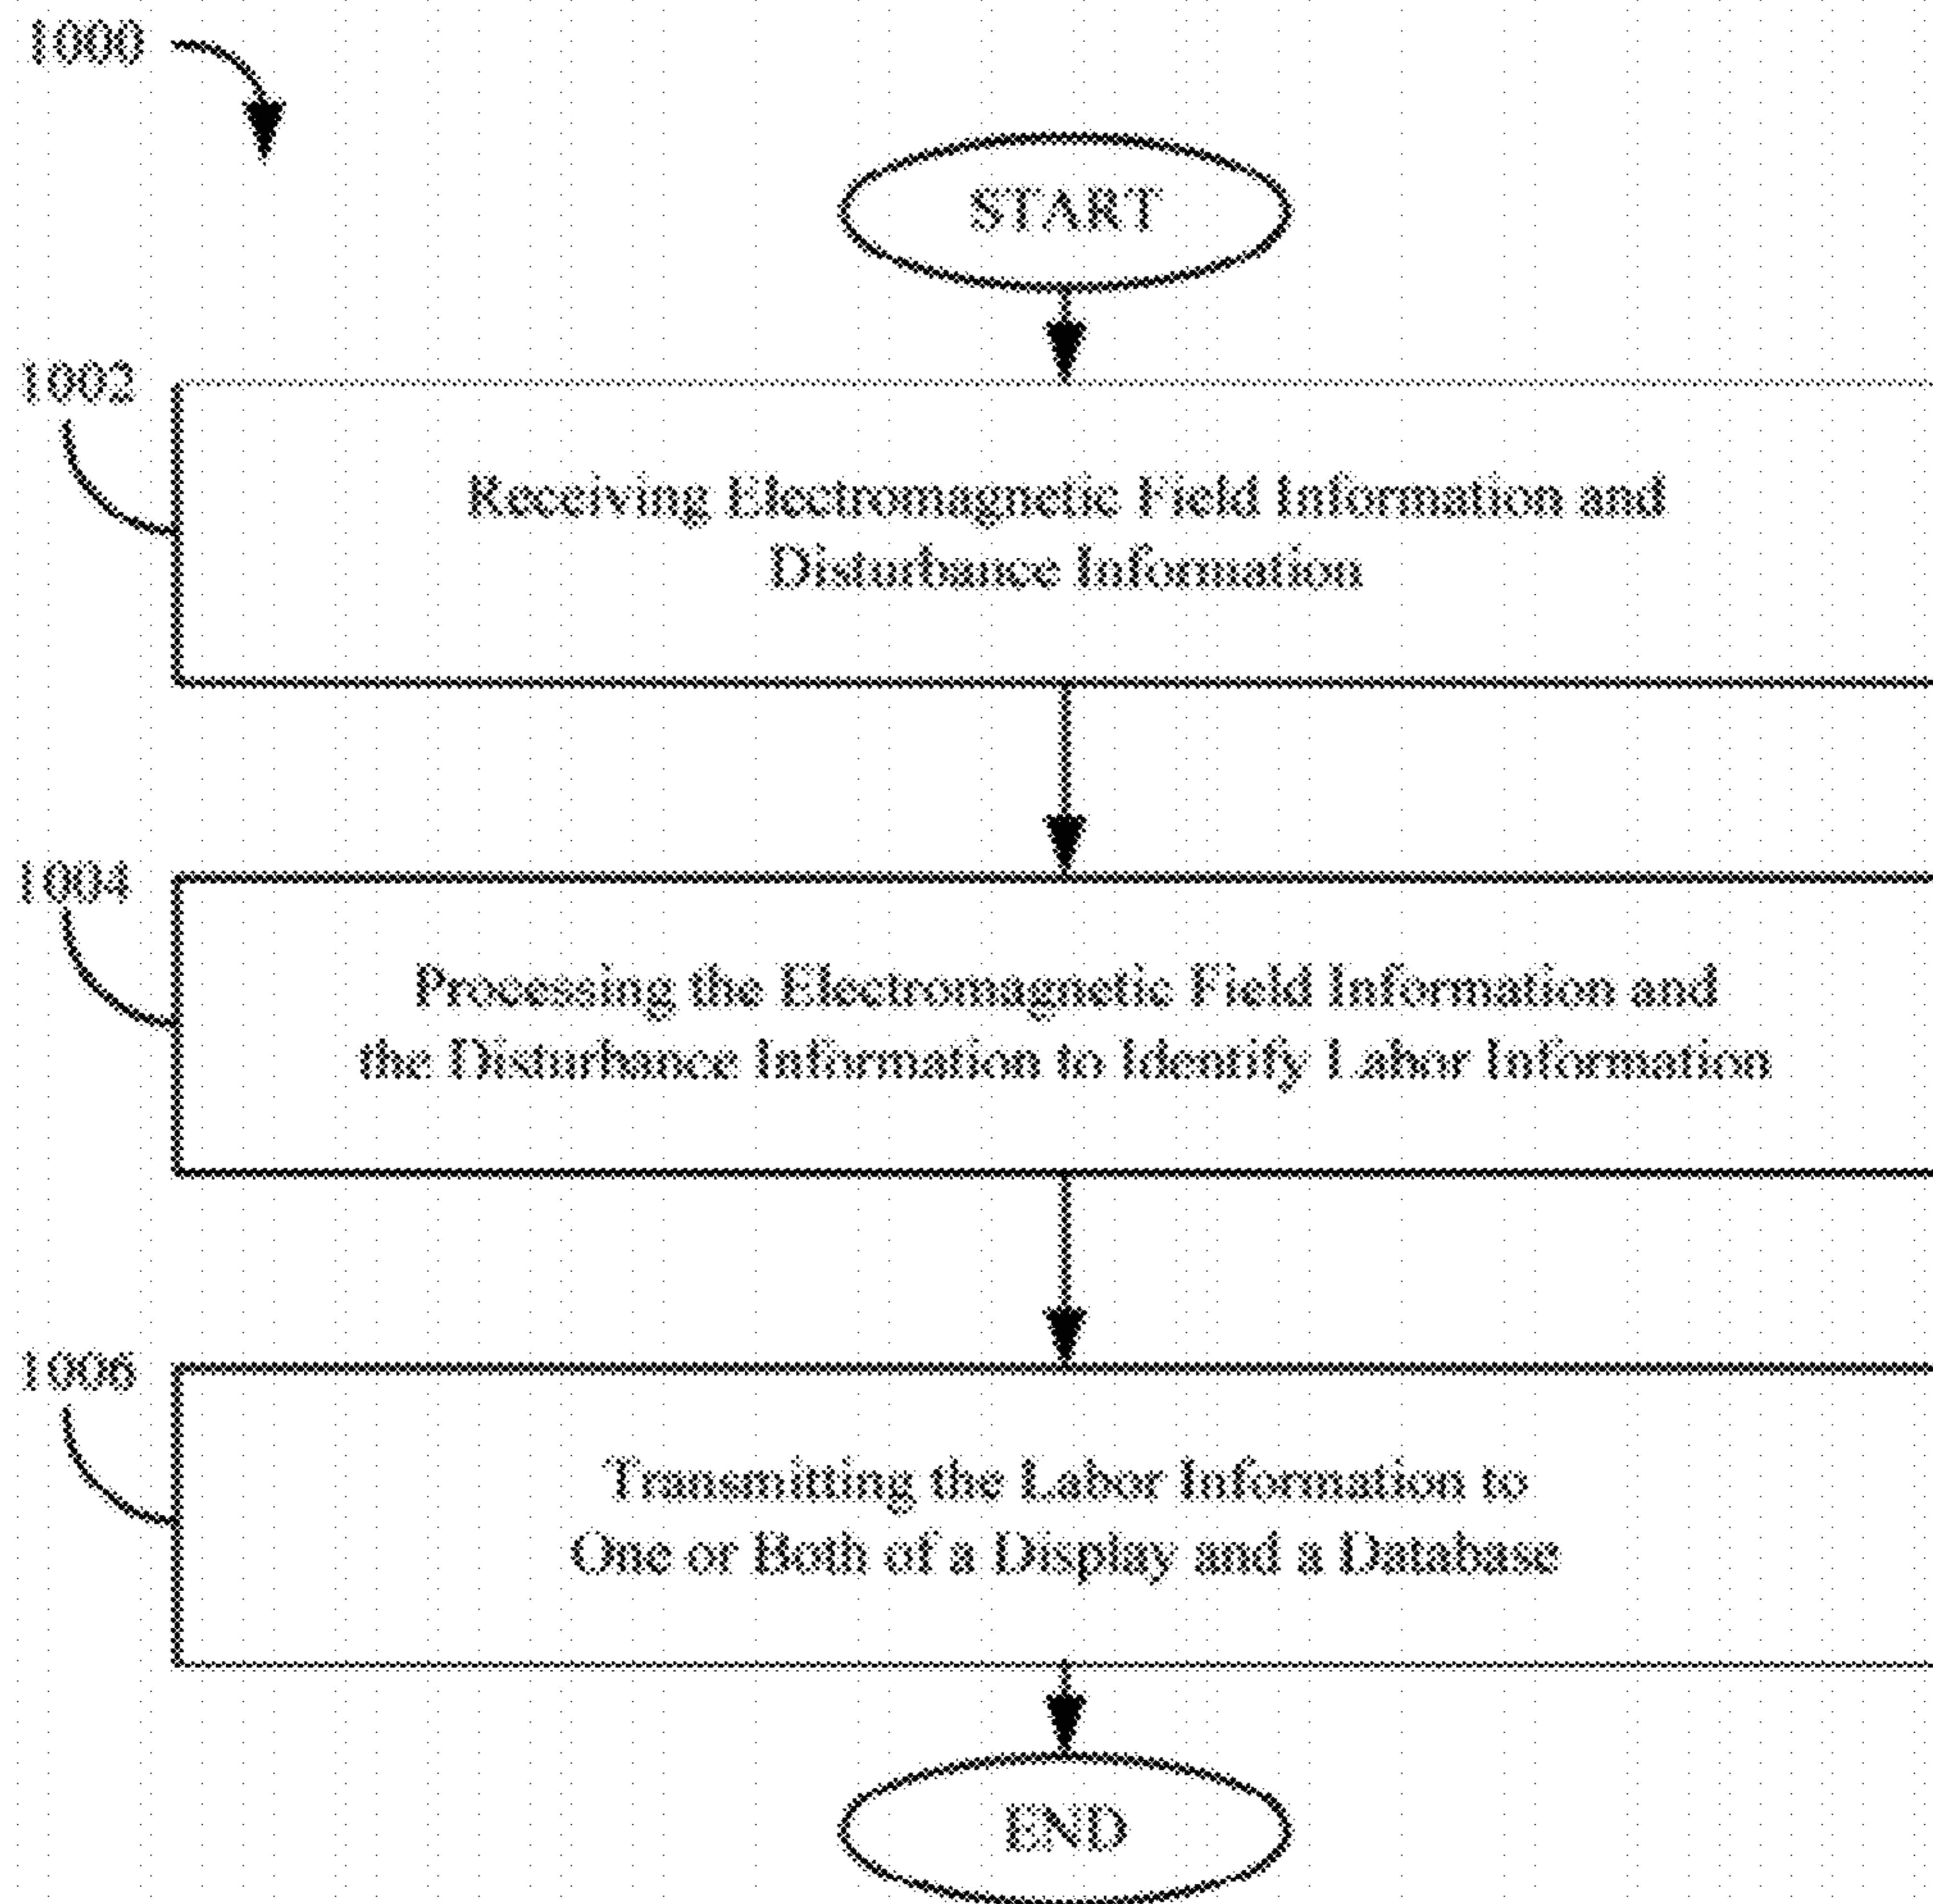 1000
START
1002
Receiving Electromagnetic Field Information and
Disturbance Information
1004
Processing the Electromagnetic Field Information and
the Disturbance Information to Identify Labor Information
1006
Transmitting the Labor Information to
One or Both of a Display and a Database
END